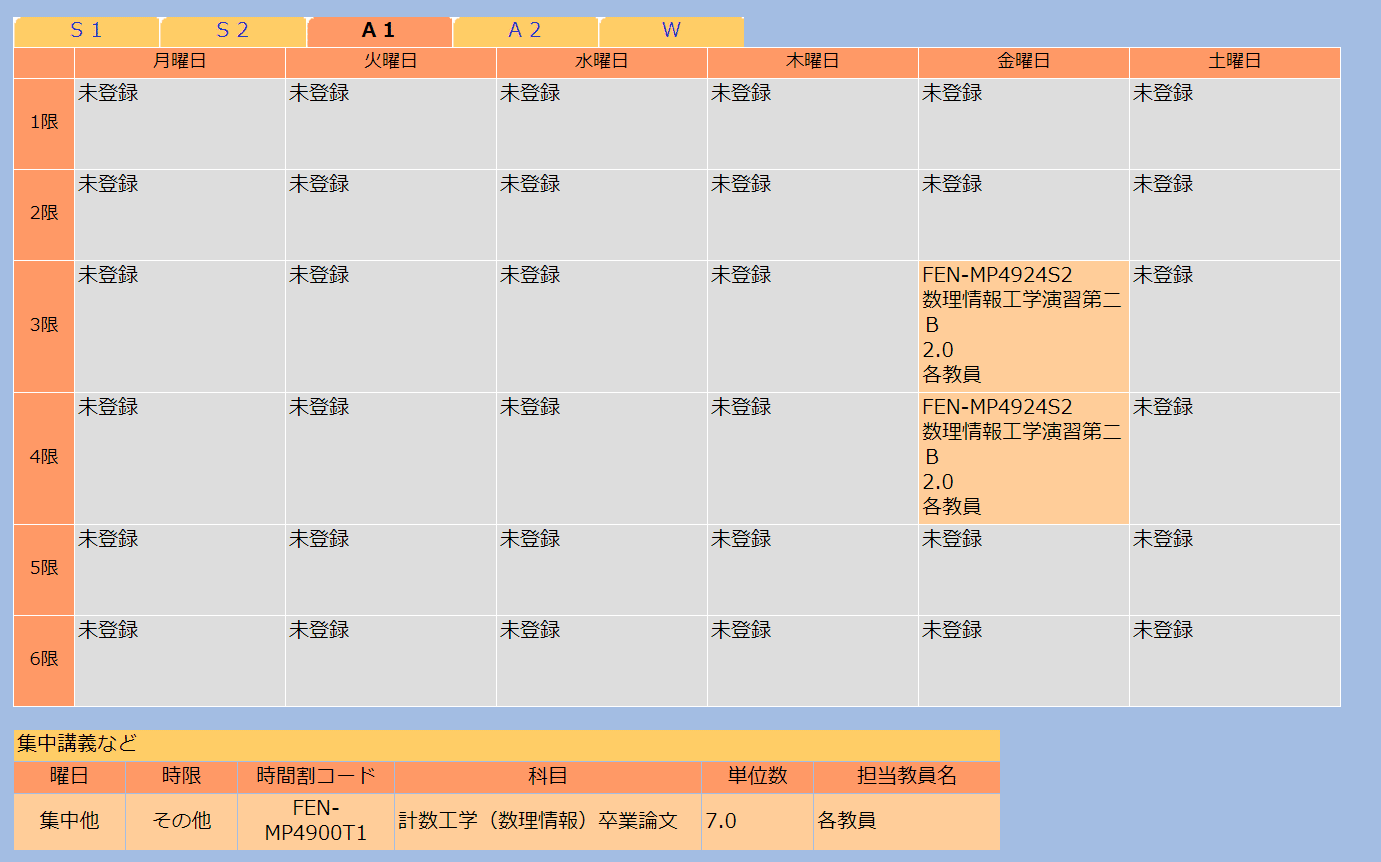 S 1 S 2 A 1 A 2 W
月曜日 火曜日 水曜日 木曜日 金曜日 土曜日
1限 未登録 未登録 未登録 未登録 未登録 未登録
2限 未登録 未登録 未登録 未登録 未登録 未登録
3限 未登録 未登録 未登録 未登録 FEN-MP4924S2 未登録
数理情報工学演習第二
B
2.0
各教員
4限 未登録 未登録 未登録 未登録 FEN-MP4924S2 未登録
数理情報工学演習第二
B
2.0
各教員
5限 未登録 未登録 未登録 未登録 未登録 未登録
6限 未登録 未登録 未登録 未登録 未登録 未登録
集中講義など
曜日 時限 時間割コード 科目 単位数 担当教員名
集中他 その他 FEN-
MP4900T1 計数工学（数理情報）卒業論文 7.0 各教員